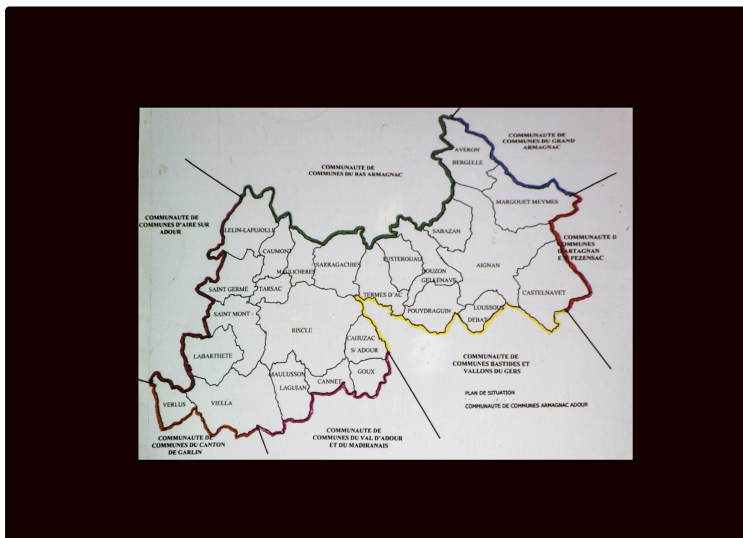 COMMUNAUTE DE
COMMUNES DU GRAND
ARMAGNAC
AVERON
BERGELLE
COMMUNAUTE DE
COMMUNES DU BAS ARMAGNAC
MARGOUET MEYMES
COMMUNAUTE DE
COMMUNES D'AIRE SUR
ADOUR
LELIN-LAPUJOLLE
SABAZAN
COMMUNAUTE D
COMMUNES
D'ARTAGNAN
FEZENSAC
CAUMONT
MAULICHERES
SARRAGACHIES
FUSTEROUAU
BOUZON
GELLENAVE
AIGNAN
SAINT GERME
TARSAC
TERMES D'AC
CASTELNAVET
SAINT MONT
POUYDRAGUIN
LOUSSOUS
DEBAT
RISCLE
CAHUZAC
S/ ADOUR
LABARTHETE
COMMUNAUTE DE
COMMUNES BASTIDES ET
VALLONS DU GERS
MAULUSSON
LAGUIAN
CANNET
GOUX
VERLUS
VIELLA
PLAN DE SITUATION
COMMUNAUTE DE COMMUNES ARMAGNAC ADOUR
COMMUNAUTE DE
COMMUNES DU CANTON
DE GARLIN
COMMUNAUTE DE
COMMUNES DU VAL D'ADOUR
ET DU MADIRANAIS